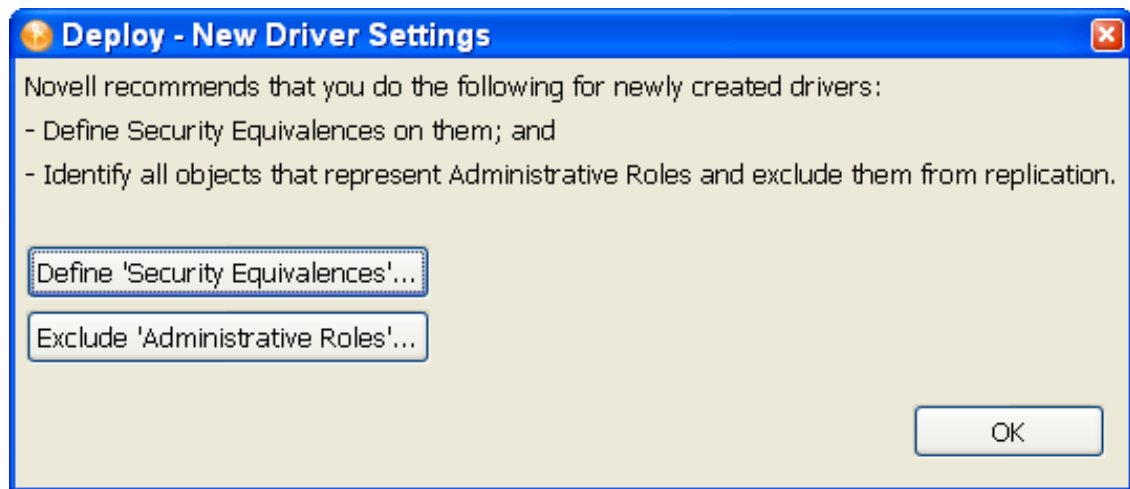 Deploy - New Driver Settings
Novell recommends that you do the following for newly created drivers:
- Define Security Equivalences on them; and
- Identify all objects that represent Administrative Roles and exclude them from replication.
Define 'Security Equivalences'...
Exclude 'Administrative Roles'...
OK